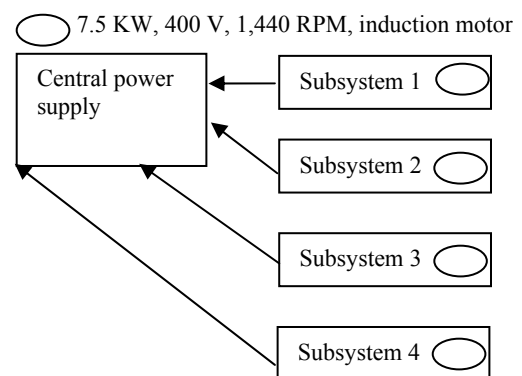 7.5 KW, 400 V, 1,440 RPM, induction motor
Central power
supply
Subsystem 1
Subsystem 2
Subsystem 3
Subsystem 4